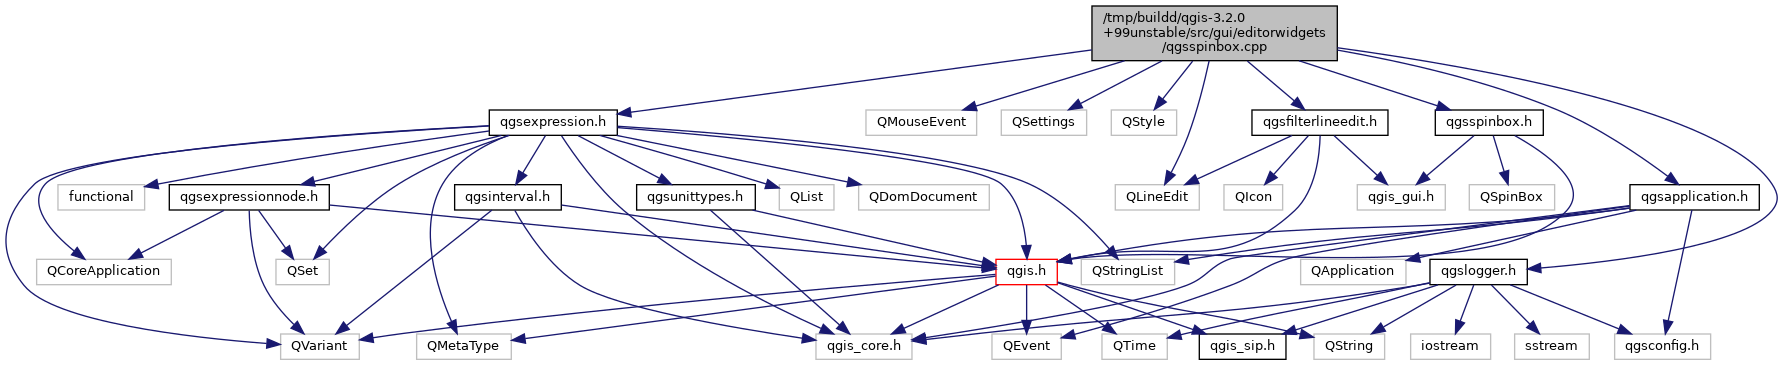 /tmp/buildd/qgis-3.2.0
+99unstable/src/gui/editorwidgets
/qgsspinbox.cpp
qgsexpression.h
QMouseEvent
QSettings
QStyle
qgsfilterlineedit.h
qgsspinbox.h
functional
qgsexpressionnode.h
qgsinterval.h
qgsunittypes.h
QList
QDomDocument
QLineEdit
QIcon
qgis_gui.h
QSpinBox
qgsapplication.h
QCoreApplication
QSet
qgis.h
QStringList
QApplication
qgslogger.h
QVariant
QMetaType
qgis_core.h
QEvent
QTime
qgis_sip.h
QString
iostream
sstream
qgsconfig.h